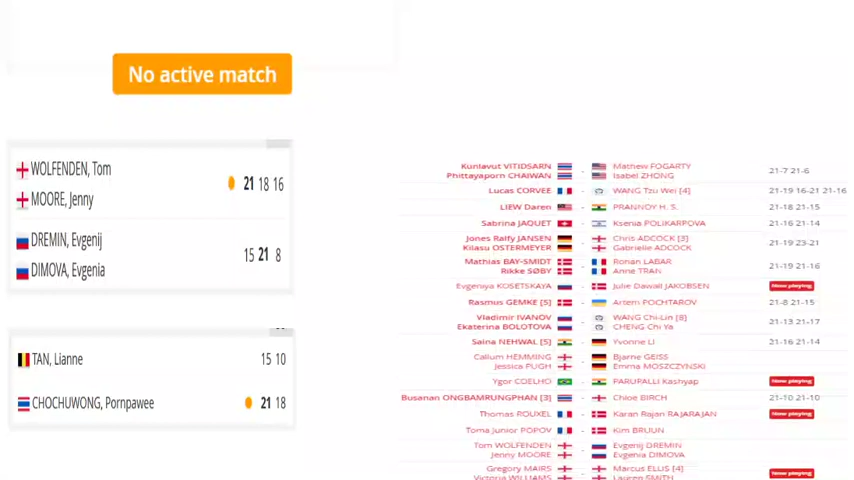 No active match
WOLFENDEN, Tom
MOORE, Jenny
21 18 16
DREMIN, Evgenij
DIMOVA, Evgenia
15 21 8
TAN, Lianne
15 10
CHOCHUWONG, Pornpawee
21 18
Kunlavut VITIDSARN - Mathew FOGARTY
Phittayaporn CHAIWAN Isabel ZHONG
21-7 21-6
Lucas CORVEE - WANG Tzu Wei [4] 21-19 16-21 21-16
LIEW Daren - PRANNOY H. S. 21-18 21-15
Sabrina JAQUET - Ksenia POLIKARPOVA 21-16 21-14
Jones Ralfy JANSEN - Chris ADCOCK [3]
Kilasu OSTERMEYER Gabrielle ADCOCK
21-19 23-21
Mathias BAY-SMIDT - Ronan LABAR
Rikke SØBY Anne TRAN
21-19 21-16
Evgeniya KOSETSKAYA - Julie Dawall JAKOBSEN Now playing
Rasmus GEMKE [5] - Artem POCHTAROV 21-8 21-15
Vladimir IVANOV - WANG Chi-Lin [8]
Ekaterina BOLOTOVA CHENG Chi Ya
21-13 21-17
Saina NEHWAL [5] - Yvonne LI 21-16 21-14
Callum HEMMING - Bjarne GEISS
Jessica PUGH Emma MOSZCZYNSKI
Ygor COELHO - PARUPALLI Kashyap Now playing
Busanan ONGBAMRUNGPHAN [3] - Chloe BIRCH 21-10 21-10
Thomas ROUXEL - Karan Rajan RAJARAJAN Now playing
Toma Junior POPOV - Kim BRUUN
Tom WOLFENDEN - Evgenij DREMIN
Jenny MOORE Evgenia DIMOVA
Gregory MAIRS - Marcus ELLIS [4]
Victoria WILLIAMS Lauren SMITH
Now playing